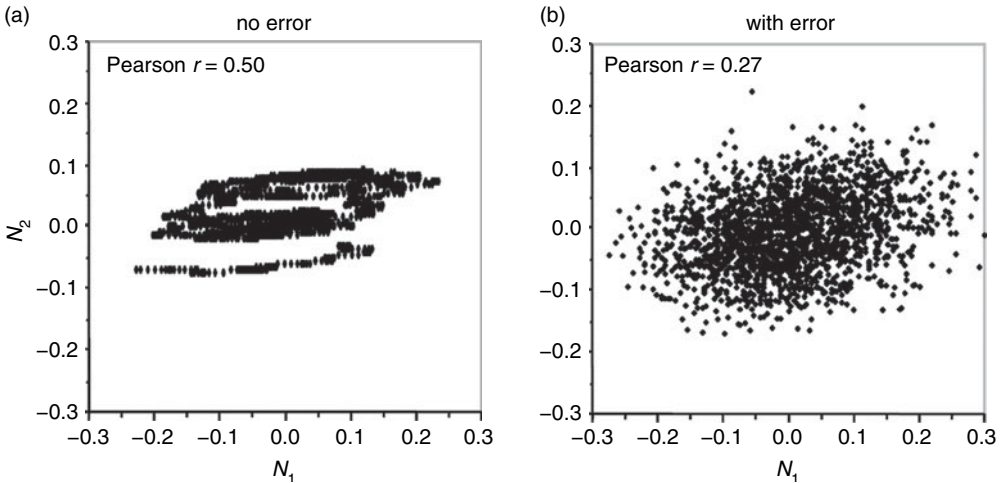 (a)
no error
Pearson r = 0.50
0.3
0.2
0.1
0.0
−0.1
−0.2
−0.3
N2
−0.3 −0.2 −0.1 0.0 0.1 0.2 0.3
N1
(b)
with error
Pearson r = 0.27
0.3
0.2
0.1
0.0
−0.1
−0.2
−0.3
−0.3 −0.2 −0.1 0.0 0.1 0.2 0.3
N1